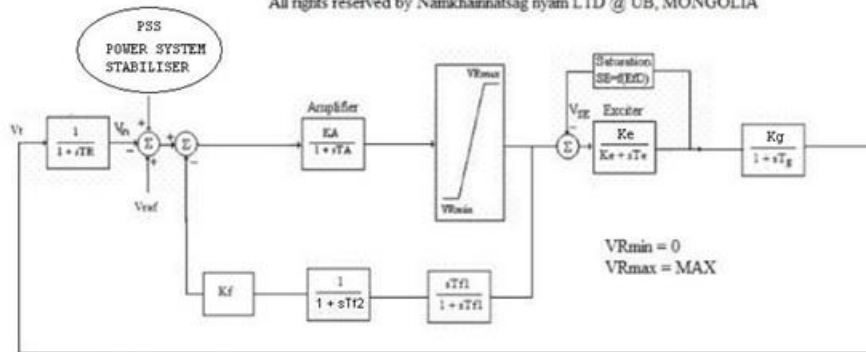 All rights reserved by Namkhainnatsag nyam LTD @ UB, MONGOLIA
PSS
POWER SYSTEM
STABILISER
VRmax
Saturation
SE=f(EfD)
Amplifier
VSE
Exciter
Vt
1
1 + sTR
Vm
+
−
Σ
+
+
Σ
−
KA
1 + sTA
−
Σ
Ke
Ke + sTe
Kg
1 + sTg
Vref
VRmin
VRmin = 0
VRmax = MAX
Kf
1
1 + sTf2
sTf1
1 + sTf1